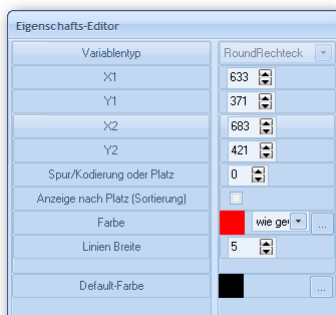 Eigenschafts-Editor
Variablentyp RoundRechteck
X1 633
Y1 371
X2 683
Y2 421
Spur/Kodierung oder Platz 0
Anzeige nach Platz (Sortierung)
Farbe wie ...
Linien Breite 5
Default-Farbe ...